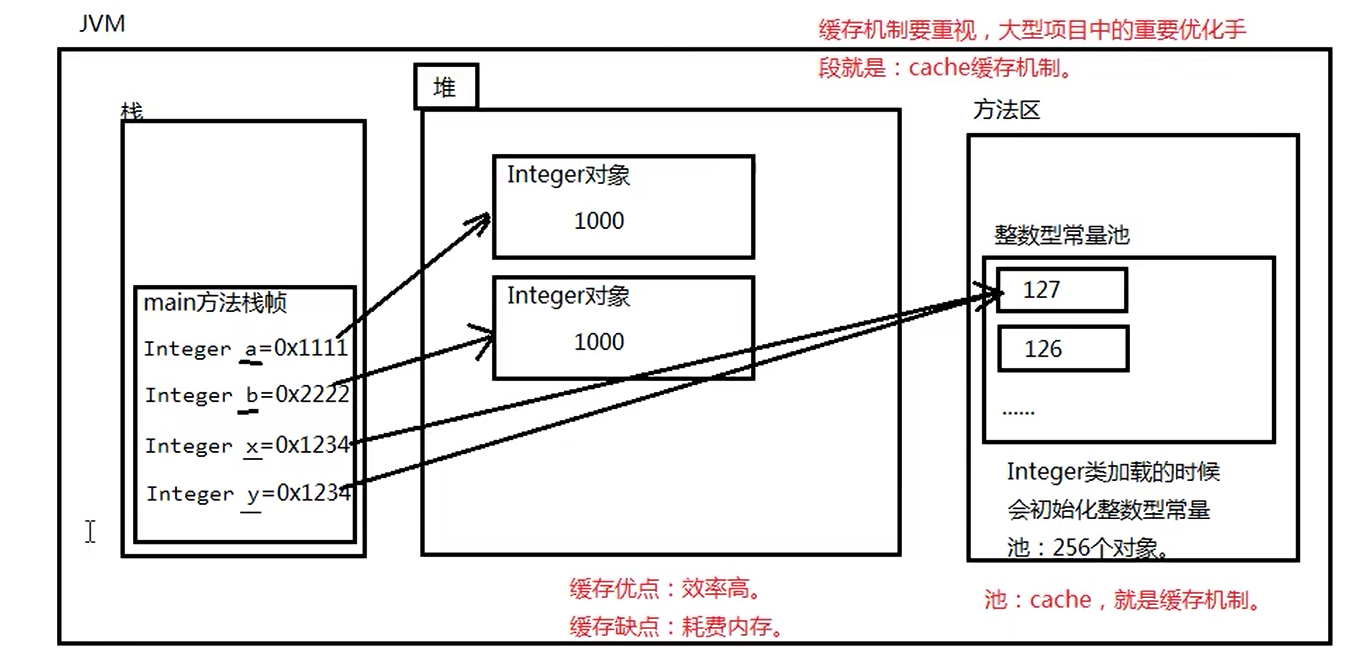 JVM
缓存机制要重视，大型项目中的重要优化手
段就是：cache缓存机制。
栈
堆
方法区
main方法栈帧
Integer a=0x1111
Integer b=0x2222
Integer x=0x1234
Integer y=0x1234
Integer对象
1000
Integer对象
1000
整数型常量池
127
126
......
Integer类加载的时候
会初始化整数型常量
池：256个对象。
缓存优点：效率高。
缓存缺点：耗费内存。
池：cache，就是缓存机制。